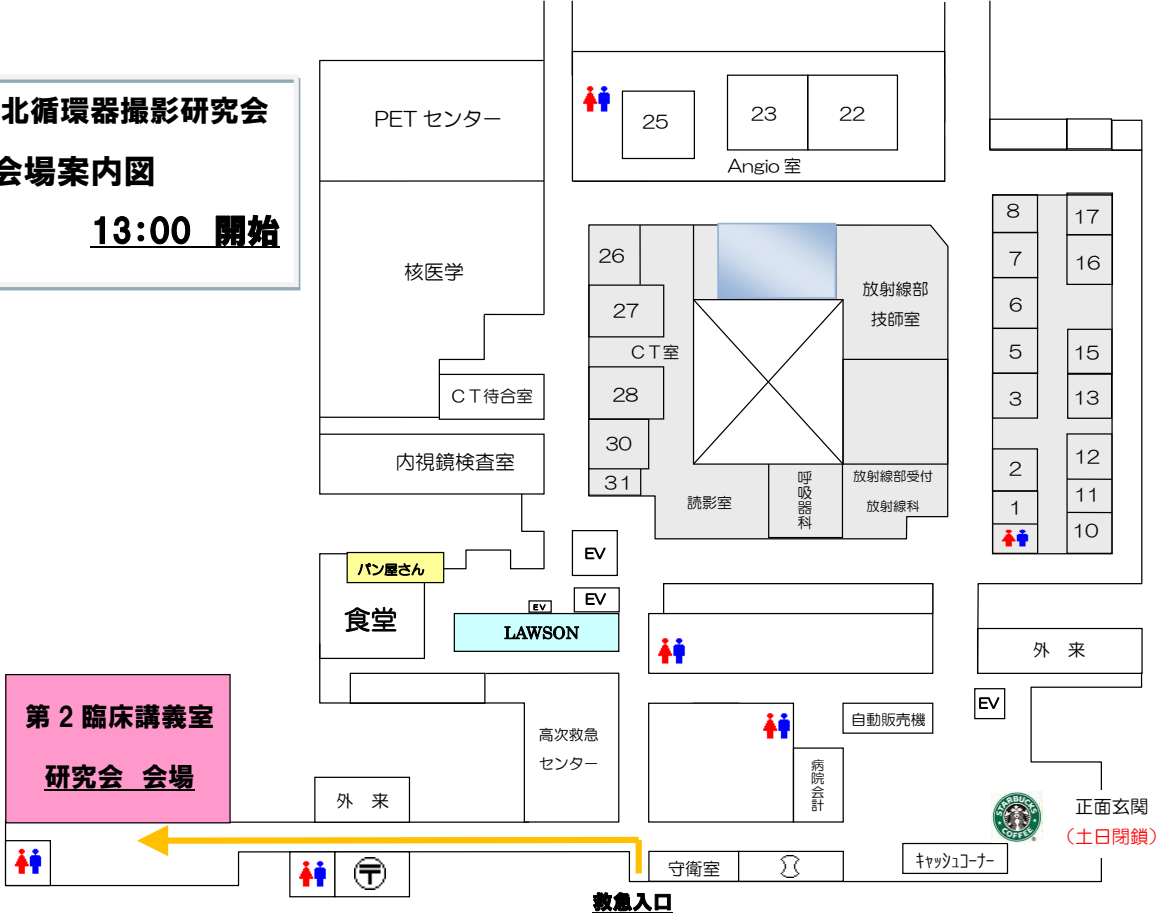 北循環器撮影研究会
会場案内図
13:00 開始
PET センター
核医学
CT待合室
内視鏡検査室
パン屋さん
食堂
EV
EV
EV
LAWSON
25
23
22
Angio 室
26
27
CT室
28
30
31
読影室
呼吸器科
放射線部
技師室
放射線部受付
放射線科
8
7
6
5
3
2
1
17
16
15
13
12
11
10
外 来
EV
自動販売機
病院会計
高次救急
センター
外 来
第2臨床講義室
研究会 会場
〒
守衛室
救急入口
キャッシュコーナー
STARBUCKS
COFFEE
正面玄関
(土日閉鎖)